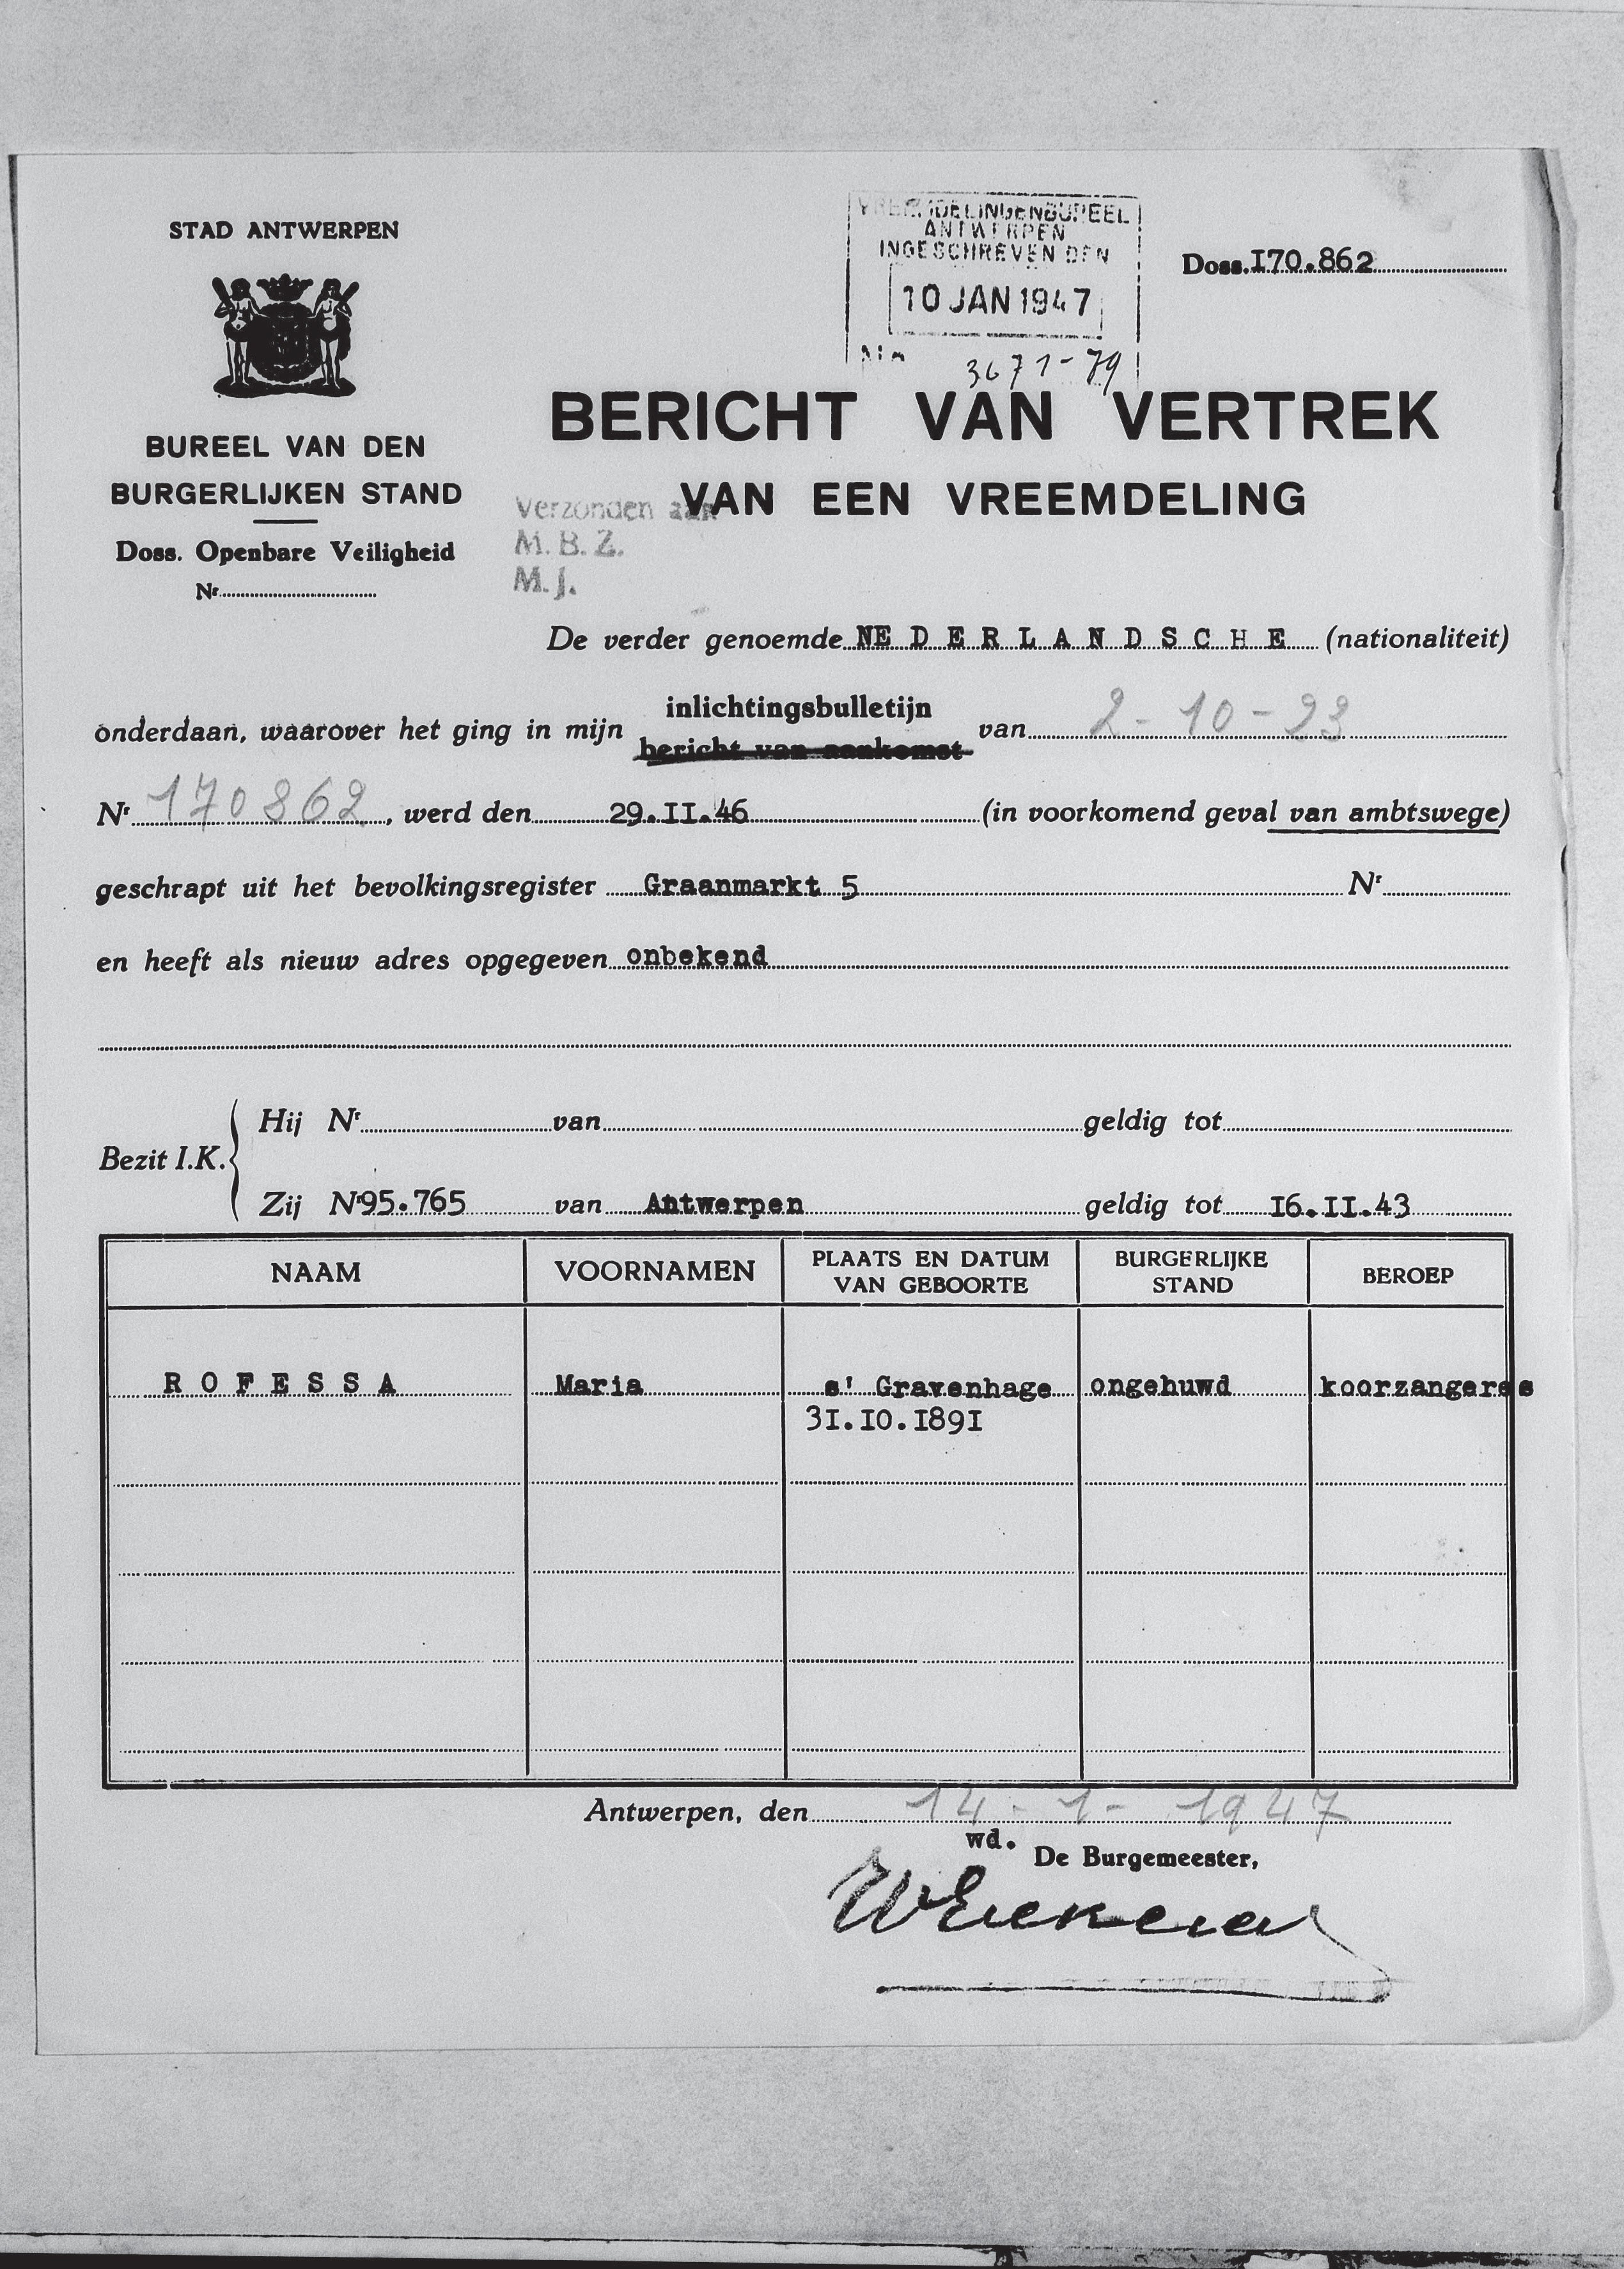 STAD ANTWERPEN
BUREEL VAN DEN
BURGERLIJKEN STAND
Doss. Openbare Veiligheid
Nr
VREEMDELINGENBUREEL
ANTWERPEN
INGESCHREVEN DEN
10 JAN 1947
3671-79
Doss. I70.862
BERICHT VAN VERTREK
VAN EEN VREEMDELING
Verzonden aan
M. B. Z.
M. J.
De verder genoemde NEDERLANDSCHE (nationaliteit)
onderdaan, waarover het ging in mijn inlichtingsbulletijn van 2-10-23
bericht van aankomst
Nr 170862, werd den 29.II.46 (in voorkomend geval van ambtswege)
geschrapt uit het bevolkingsregister Graanmarkt 5 Nr
en heeft als nieuw adres opgegeven onbekend
Bezit I.K.
Hij Nr van geldig tot
Zij Nr 95.765 van Antwerpen geldig tot I6.II.43
NAAM VOORNAMEN PLAATS EN DATUM VAN GEBOORTE BURGERLIJKE STAND BEROEP
ROFESSA Maria s' Gravenhage ongehuwd koorzangeres
3I.I0.I89I
Antwerpen, den 14-1-1947
wd. De Burgemeester,